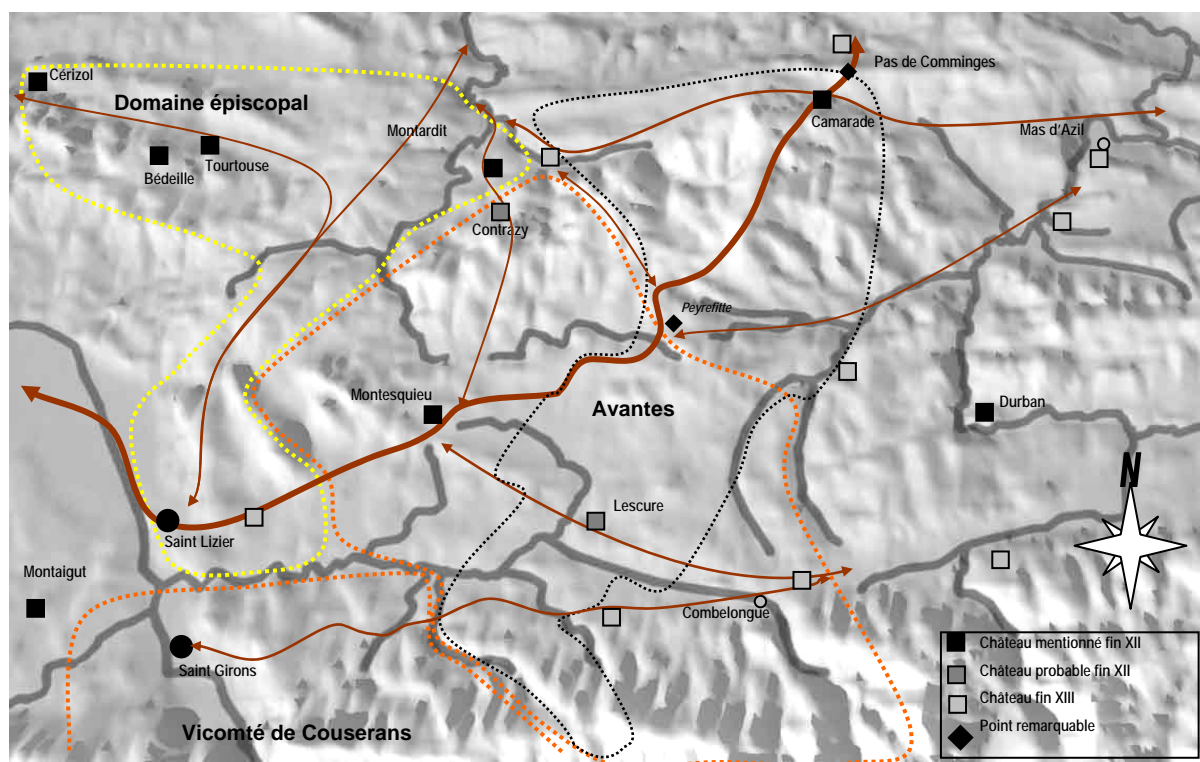 Pas de Comminges
Cérizol
Domaine épiscopal
Camarade
Montardit
Mas d'Azil
Tourtouse
Bédeille
Contrazy
Peyrefitte
Montesquieu
Avantes
Durban
N
Lescure
Saint Lizier
Montaigut
Combelongue
Saint Girons
Vicomté de Couserans
Château mentionné fin XII
Château probable fin XII
Château fin XIII
Point remarquable